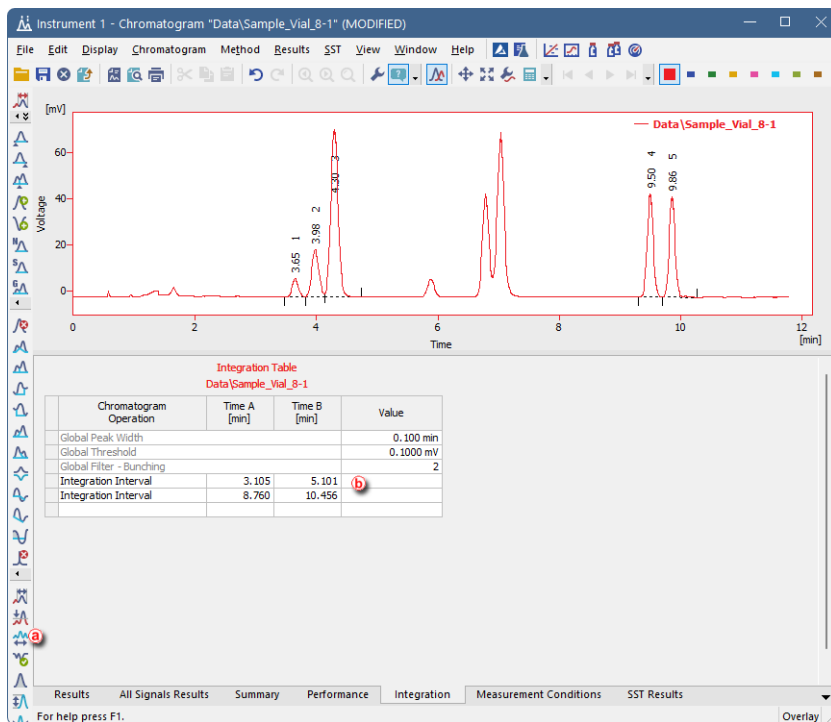 Instrument 1 - Chromatogram "Data\Sample_Vial_8-1" (MODIFIED)
File Edit Display Chromatogram Method Results SST View Window Help
[mV]
Data\Sample_Vial_8-1
60
40
20
0
Voltage
3.65 1
3.98 2
4.30 3
9.50 4
9.86 5
0 2 4 6 8 10 12
Time
[min]
Integration Table
Data\Sample_Vial_8-1
Chromatogram Operation Time A [min] Time B [min] Value
Global Peak Width 0.100 min
Global Threshold 0.1000 mV
Global Filter - Bunching 2
Integration Interval 3.105 5.101 b
Integration Interval 8.760 10.456
a
Results All Signals Results Summary Performance Integration Measurement Conditions SST Results
For help press F1. Overlay